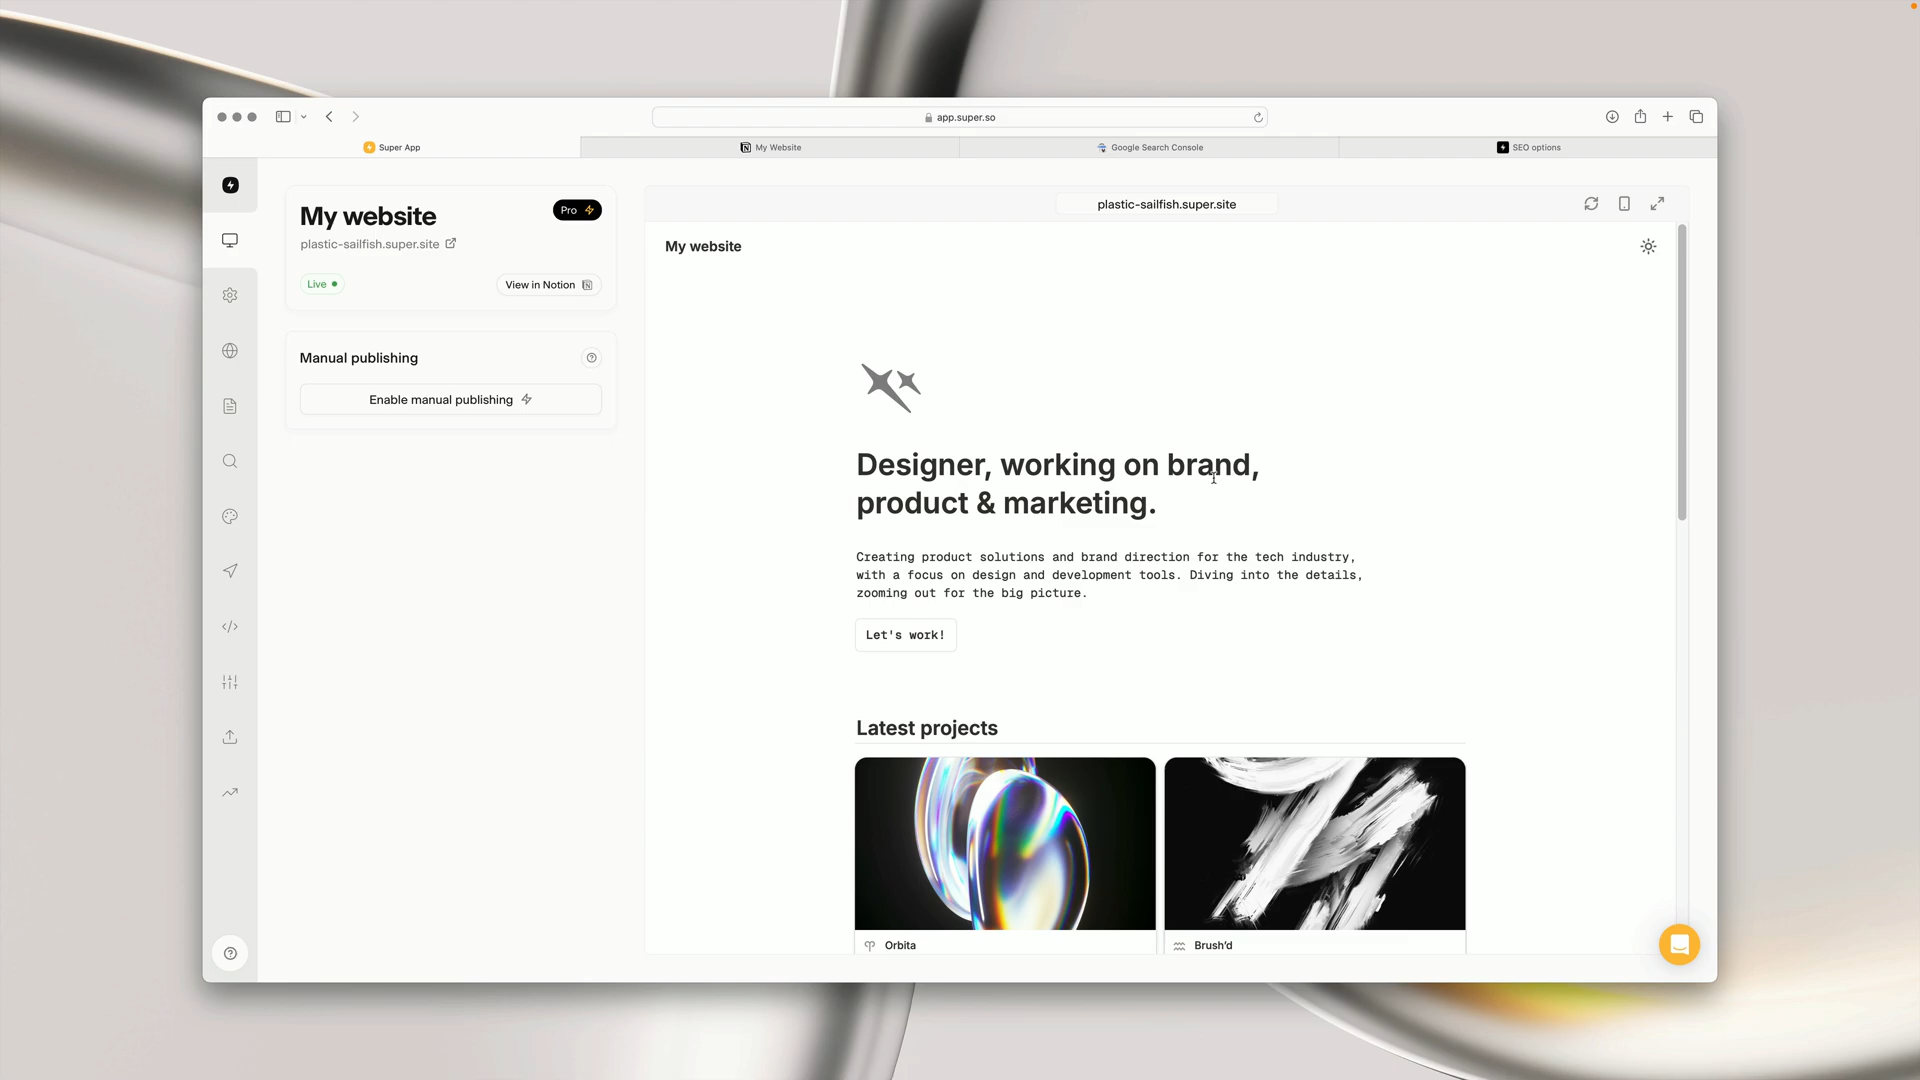 app.super.so
Super App
My Website
Google Search Console
SEO options
My website
Pro
plastic-sailfish.super.site
Live
View in Notion
Manual publishing
Enable manual publishing
plastic-sailfish.super.site
My website
Designer, working on brand,
product & marketing.
Creating product solutions and brand direction for the tech industry,
with a focus on design and development tools. Diving into the details,
zooming out for the big picture.
Let's work!
Latest projects
Orbita
Brush’d